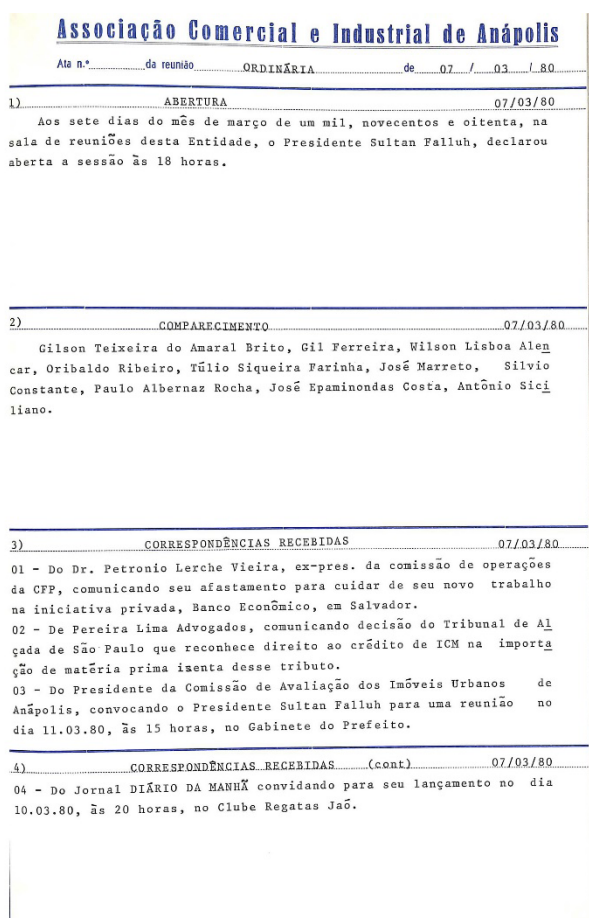 Associação Comercial e Industrial de Anápolis
Ata n.º da reunião ORDINÁRIA de 07 / 03 / 80
1) ABERTURA 07/03/80
Aos sete dias do mês de março de um mil, novecentos e oitenta, na
sala de reuniões desta Entidade, o Presidente Sultan Falluh, declarou
aberta a sessão às 18 horas.
2) COMPARECIMENTO 07/03/80
Gilson Teixeira do Amaral Brito, Gil Ferreira, Wilson Lisboa Alen
car, Oribaldo Ribeiro, Túlio Siqueira Farinha, José Marreto, Silvio
Constante, Paulo Albernaz Rocha, José Epaminondas Costa, Antônio Sici
liano.
3) CORRESPONDÊNCIAS RECEBIDAS 07/03/80
01 - Do Dr. Petronio Lerche Vieira, ex-pres. da comissão de operações
da CFP, comunicando seu afastamento para cuidar de seu novo trabalho
na iniciativa privada, Banco Econômico, em Salvador.
02 - De Pereira Lima Advogados, comunicando decisão do Tribunal de Al
çada de São Paulo que reconhece direito ao crédito de ICM na importa
ção de matéria prima isenta desse tributo.
03 - Do Presidente da Comissão de Avaliação dos Imóveis Urbanos de
Anápolis, convocando o Presidente Sultan Falluh para uma reunião no
dia 11.03.80, às 15 horas, no Gabinete do Prefeito.
4) CORRESPONDÊNCIAS RECEBIDAS (cont) 07/03/80
04 - Do Jornal DIÁRIO DA MANHÃ convidando para seu lançamento no dia
10.03.80, às 20 horas, no Clube Regatas Jaó.